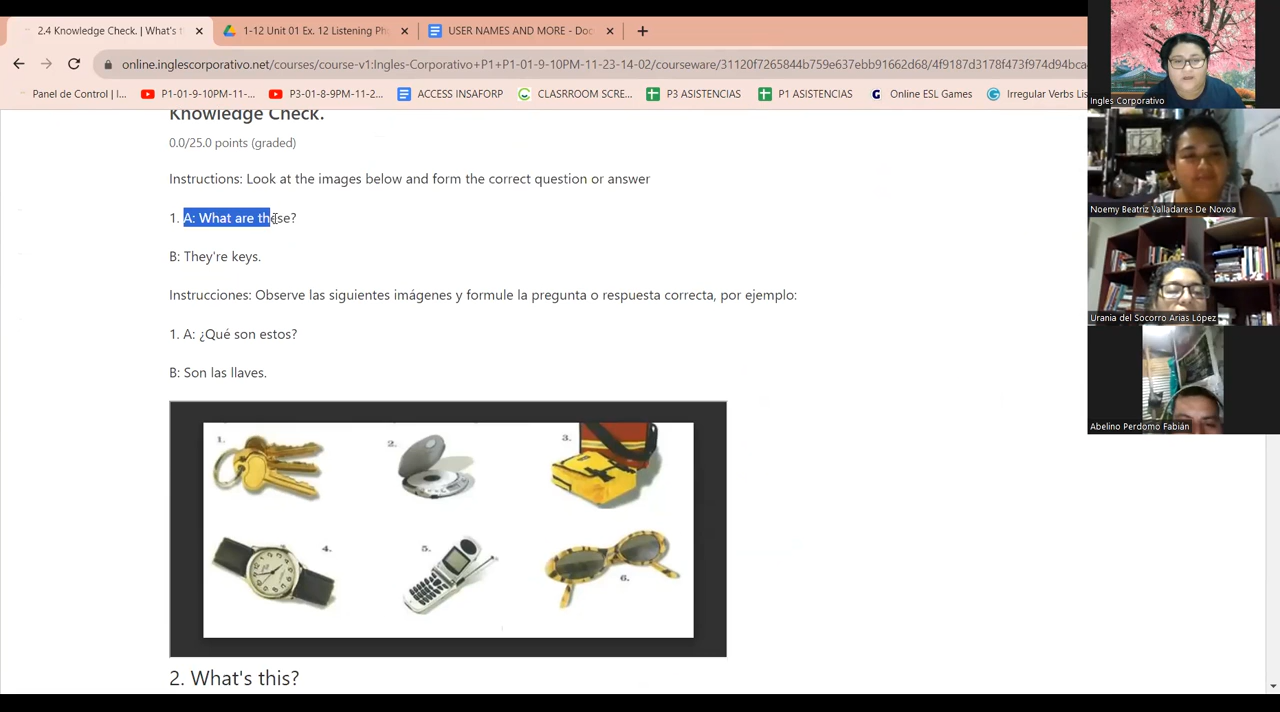 2.4 Knowledge Check. | What's t
1-12 Unit 01 Ex. 12 Listening Ph
USER NAMES AND MORE - Doc
online.inglescorporativo.net/courses/course-v1:Ingles-Corporativo+P1+P1-01-9-10PM-11-23-14-02/courseware/31120f7265844b759e637ebb91662d68/4f9187d3178f473f974d94bca
Panel de Control | I...
P1-01-9-10PM-11-...
P3-01-8-9PM-11-2...
ACCESS INSAFORP
CLASRROOM SCRE...
P3 ASISTENCIAS
P1 ASISTENCIAS
Online ESL Games
Irregular Verbs Lis
Ingles Corporativo
Knowledge Check.
0.0/25.0 points (graded)
Instructions: Look at the images below and form the correct question or answer
1. A: What are these?
B: They're keys.
Noemy Beatriz Valladares De Novoa
Instrucciones: Observe las siguientes imágenes y formule la pregunta o respuesta correcta, por ejemplo:
Urania del Socorro Arias López
1. A: ¿Qué son estos?
B: Son las llaves.
Abelino Perdomo Fabián
1.
2.
3.
4.
5.
6.
2. What's this?